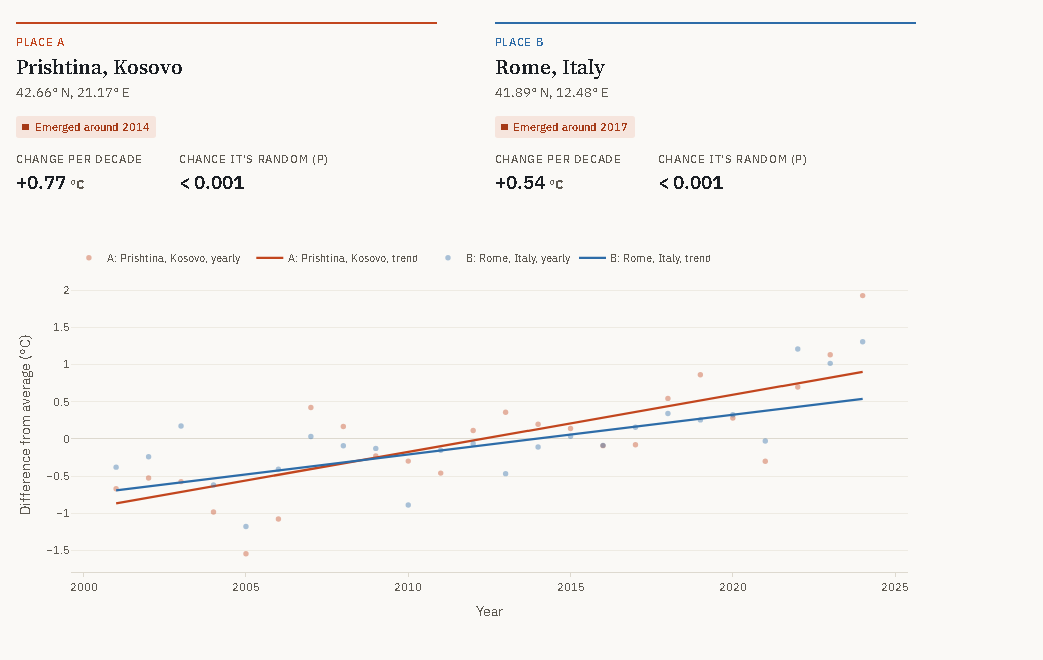 PLACE A
Prishtina, Kosovo
42.66° N, 21.17° E
Emerged around 2014
CHANGE PER DECADE
CHANCE IT'S RANDOM (P)
+0.77 °C
< 0.001
PLACE B
Rome, Italy
41.89° N, 12.48° E
Emerged around 2017
CHANGE PER DECADE
CHANCE IT'S RANDOM (P)
+0.54 °C
< 0.001
A: Prishtina, Kosovo, yearly
A: Prishtina, Kosovo, trend
B: Rome, Italy, yearly
B: Rome, Italy, trend
Difference from average (°C)
2
1.5
1
0.5
0
−0.5
−1
−1.5
2000
2005
2010
2015
2020
2025
Year